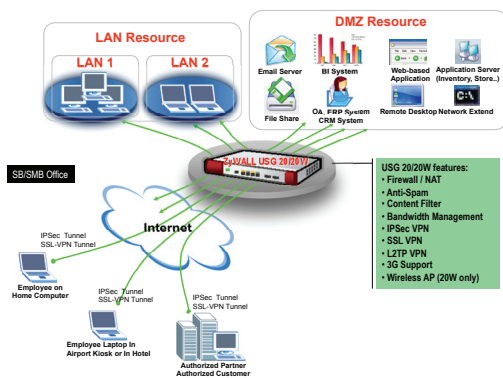 LAN Resource
LAN 1
LAN 2
DMZ Resource
Email Server
BI System
Web-based
Application
Application Server
(Inventory, Store..)
File Share
OA, ERP System
CRM System
Remote Desktop
Network Extend
ZyWALL USG 20/20W
SB/SMB Office
Internet
USG 20/20W features:
• Firewall / NAT
• Anti-Spam
• Content Filter
• Bandwidth Management
• IPSec VPN
• SSL VPN
• L2TP VPN
• 3G Support
• Wireless AP (20W only)
IPSec Tunnel
SSL-VPN Tunnel
Employee on
Home Computer
IPSec Tunnel
SSL-VPN Tunnel
Employee Laptop In
Airport Kiosk or In Hotel
IPSec Tunnel
SSL-VPN Tunnel
Authorized Partner
Authorized Customer